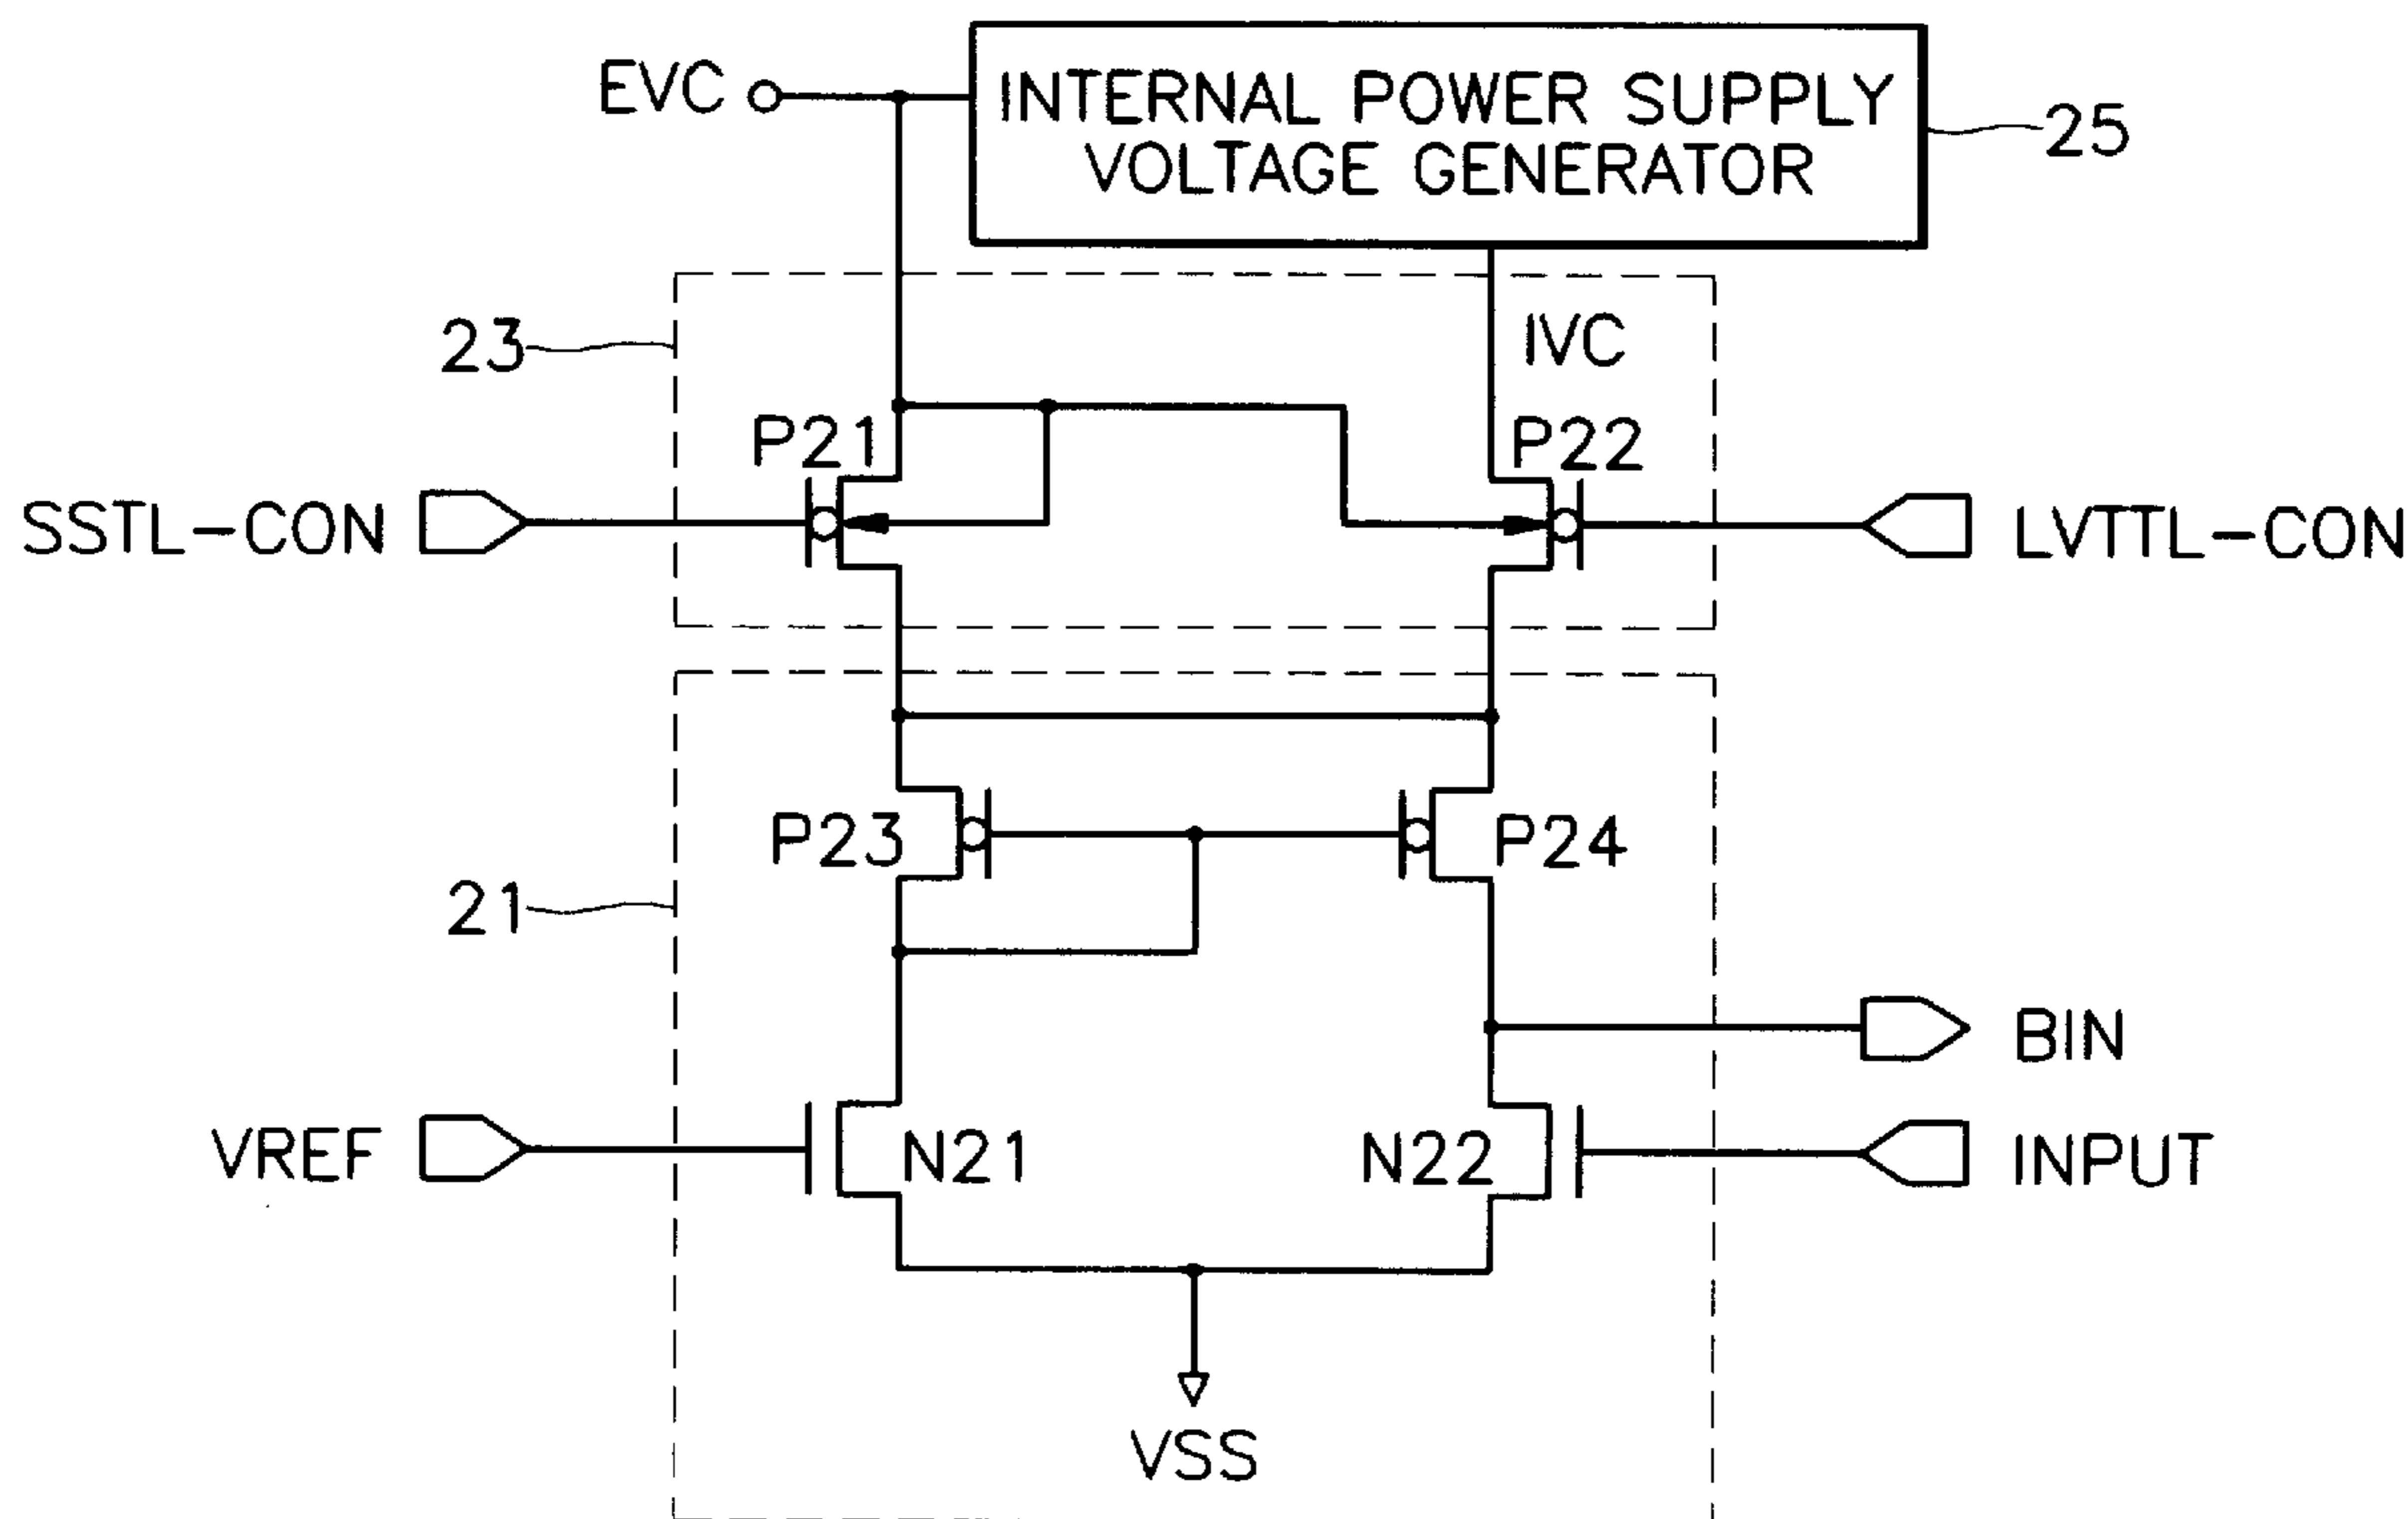 EVC
INTERNAL POWER SUPPLY
VOLTAGE GENERATOR
25
23
IVC
P21
P22
SSTL-CON
LVTTL-CON
P23
P24
21
BIN
VREF
N21
N22
INPUT
VSS